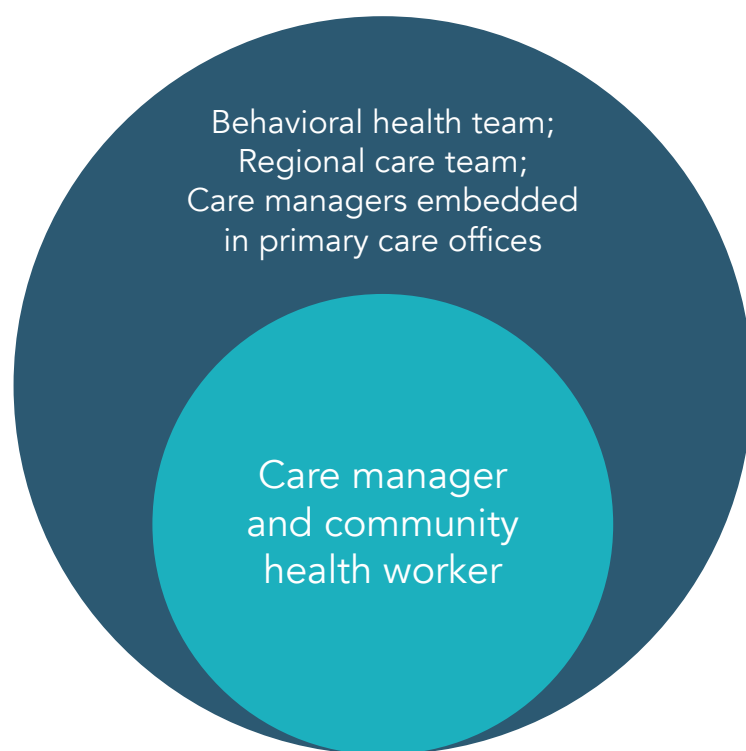 Behavioral health team;
Regional care team;
Care managers embedded
in primary care offices
Care manager
and community
health worker